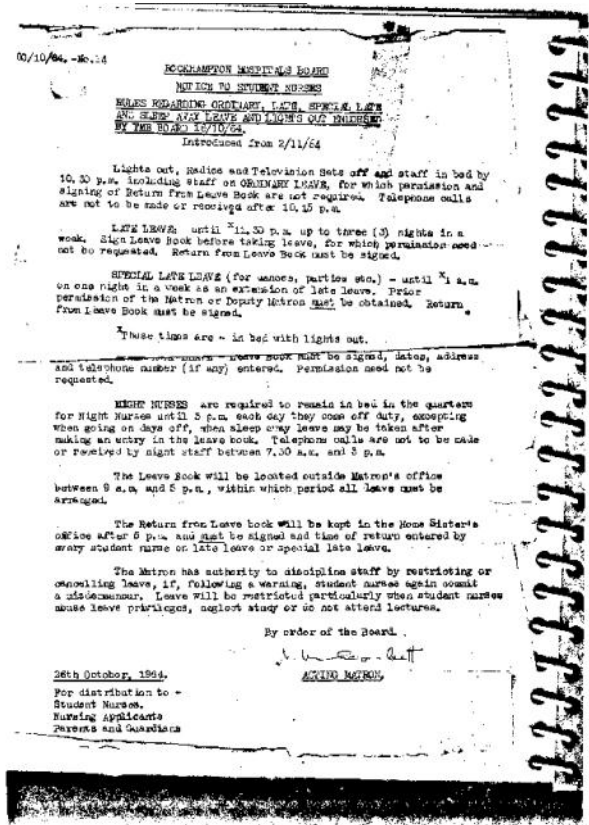 ROCKHAMPTON HOSPITALS BOARD
NOTICE TO STUDENT NURSES
RULES REGARDING ORDINARY, LATE, SPECIAL LATE
AND SLEEP AWAY LEAVE AND LIGHTS OUT ENDORSED
BY THE BOARD 16/10/64.
Introduced from 2/11/64
Lights out, Radios and Television Sets off and staff in bed by
10.30 p.m. including staff on ORDINARY LEAVE, for which permission and
signing of Return from Leave Book are not required. Telephone calls
are not to be made or received after 10.15 p.m.
LATE LEAVE: until x11.30 p.m. up to three (3) nights in a
week. Sign Leave Book before taking leave, for which permission need
not be requested. Return from Leave Book must be signed.
SPECIAL LATE LEAVE (for dances, parties etc.) - until x1 a.m.
on one night in a week as an extension of late leave. Prior
permission of the Matron or Deputy Matron must be obtained. Return
from Leave Book must be signed.
xThese times are - in bed with lights out.
Leave Book must be signed, dates, address
and telephone number (if any) entered. Permission need not be
requested.
NIGHT NURSES are required to remain in bed in the quarters
for Night Nurses until 3 p.m. each day they come off duty, excepting
when going on days off, when sleep away leave may be taken after
making an entry in the leave book. Telephone calls are not to be made
or received by night staff between 7.30 a.m. and 3 p.m.
The Leave Book will be located outside Matron's office
between 9 a.m. and 5 p.m., within which period all leave must be
arranged.
The Return from Leave book will be kept in the Home Sister's
office after 6 p.m. and must be signed and time of return entered by
every student nurse on late leave or special late leave.
The Matron has authority to discipline staff by restricting or
cancelling leave, if, following a warning, student nurses again commit
a misdemeanour. Leave will be restricted particularly when student nurses
abuse leave privileges, neglect study or do not attend lectures.
By order of the Board.
26th October, 1964.
ACTING MATRON.
For distribution to -
Student Nurses.
Nursing Applicants
Parents and Guardians